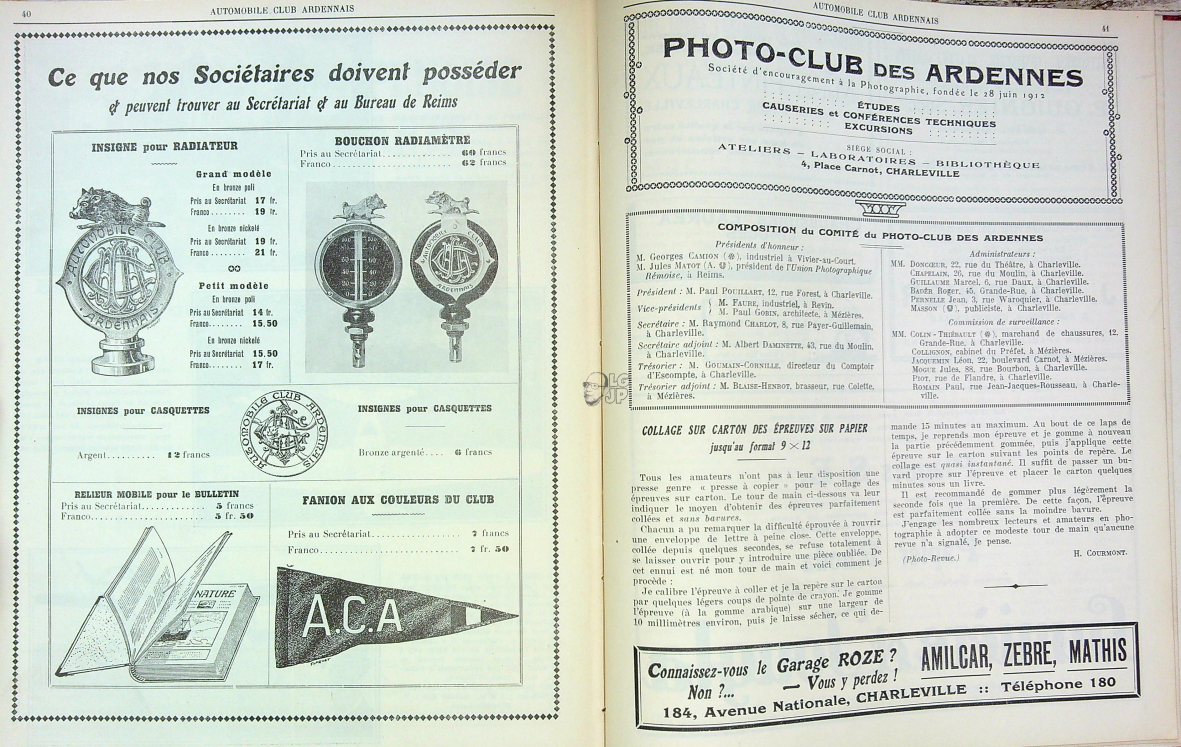 40
AUTOMOBILE CLUB ARDENNAIS
Ce que nos Sociétaires doivent posséder
& peuvent trouver au Secrétariat & au Bureau de Reims
INSIGNE pour RADIATEUR
Grand modèle
En bronze poli
Pris au Secrétariat 17 fr.
Franco........ 19 fr.
En bronze nickelé
Pris au Secrétariat 19 fr.
Franco........ 21 fr.
Petit modèle
En bronze poli
Pris au Secrétariat 14 fr.
Franco........ 15.50
En bronze nickelé
Pris au Secrétariat 15.50
Franco........ 17 fr.
AUTOMOBILE CLUB
ARDENNAIS
BOUCHON RADIAMÈTRE
Pris au Secrétariat.............. 60 francs
Franco.............. 62 francs
AUTOMOBILE CLUB
ARDENNAIS
INSIGNES pour CASQUETTES
Argent.......... 12 francs
AUTOMOBILE CLUB ARDENNAIS
INSIGNES pour CASQUETTES
Bronze argenté.... 6 francs
RELIEUR MOBILE pour le BULLETIN
Pris au Secrétariat.............. 5 francs
Franco.............. 5 fr. 50
NATURE
FANION AUX COULEURS DU CLUB
Pris au Secrétariat.............. 7 francs
Franco.............. 7 fr. 50
A.C.A
AUTOMOBILE CLUB ARDENNAIS
41
PHOTO-CLUB DES ARDENNES
Société d'encouragement à la Photographie, fondée le 28 juin 1912
ÉTUDES
CAUSERIES et CONFÉRENCES TECHNIQUES
EXCURSIONS
SIÈGE SOCIAL :
ATELIERS — LABORATOIRES — BIBLIOTHÈQUE
4, Place Carnot, CHARLEVILLE
COMPOSITION du COMITÉ du PHOTO-CLUB DES ARDENNES
Présidents d'honneur :
M. Georges CAMION (), industriel à Vivier-au-Court.
M. Jules MATOT (A. ), président de l'Union Photographique
Rémoise, à Reims.
Président : M. Paul POUILLART, 12, rue Forest, à Charleville.
Vice-présidents { M. FAURE, industriel, à Revin.
M. Paul GOBIN, architecte, à Mézières.
Secrétaire : M. Raymond CHARLOT, 8, rue Payer-Guillemain,
à Charleville.
Secrétaire adjoint : M. Albert DAMINETTE, 43, rue du Moulin,
à Charleville.
Trésorier : M. GOUMAIN-CORNILLE, directeur du Comptoir
d'Escompte, à Charleville.
Trésorier adjoint : M. BLAISE-HENROT, brasseur, rue Colette,
à Mézières.
Administrateurs :
MM. DONCŒUR, 22, rue du Théâtre, à Charleville.
CHAPELAIN, 26, rue du Moulin, à Charleville.
GUILLAUME Marcel, 6, rue Daux, à Charleville.
BADER Roger, 45, Grande-Rue, à Charleville.
PERNELLE Jean, 3, rue Waroquier, à Charleville.
MASSON (), publiciste, à Charleville.
Commission de surveillance :
MM. COLIN-THIÉBAULT (), marchand de chaussures, 12,
Grande-Rue, à Charleville.
COLLIGNON, cabinet du Préfet, à Mézières.
JACQUEMIN Léon, 22, boulevard Carnot, à Mézières.
MOGUE Jules, 88, rue Bourbon, à Charleville.
PIOT, rue de Flandre, à Charleville.
ROMAIN Paul, rue Jean-Jacques-Rousseau, à Charle-
ville.
LG
JP
COLLAGE SUR CARTON DES ÉPREUVES SUR PAPIER
jusqu'au format 9 × 12
Tous les amateurs n'ont pas à leur disposition une
presse genre « presse à copier » pour le collage des
épreuves sur carton. Le tour de main ci-dessous va leur
indiquer le moyen d'obtenir des épreuves parfaitement
collées et sans bavures.
Chacun a pu remarquer la difficulté éprouvée à rouvrir
une enveloppe de lettre à peine close. Cette enveloppe,
collée depuis quelques secondes, se refuse totalement à
se laisser ouvrir pour y introduire une pièce oubliée. De
cet ennui est né mon tour de main et voici comment je
procède :
Je calibre l'épreuve à coller et je la repère sur le carton
par quelques légers coups de pointe de crayon. Je gomme
l'épreuve (à la gomme arabique) sur une largeur de
10 millimètres environ, puis je laisse sécher, ce qui de-
mande 15 minutes au maximum. Au bout de ce laps de
temps, je reprends mon épreuve et je gomme à nouveau
la partie précédemment gommée, puis j'applique cette
épreuve sur le carton suivant les points de repère. Le
collage est quasi instantané. Il suffit de passer un bu-
vard propre sur l'épreuve et placer le carton quelques
minutes sous un livre.
Il est recommandé de gommer plus légèrement la
seconde fois que la première. De cette façon, l'épreuve
est parfaitement collée sans la moindre bavure.
J'engage les nombreux lecteurs et amateurs en pho-
tographie à adopter ce modeste tour de main qu'aucune
revue n'a signalé, je pense.
(Photo-Revue.)
H. COURMONT.
Connaissez-vous le Garage ROZE ?
Non ?... — Vous y perdez !
AMILCAR, ZEBRE, MATHIS
184, Avenue Nationale, CHARLEVILLE :: Téléphone 180